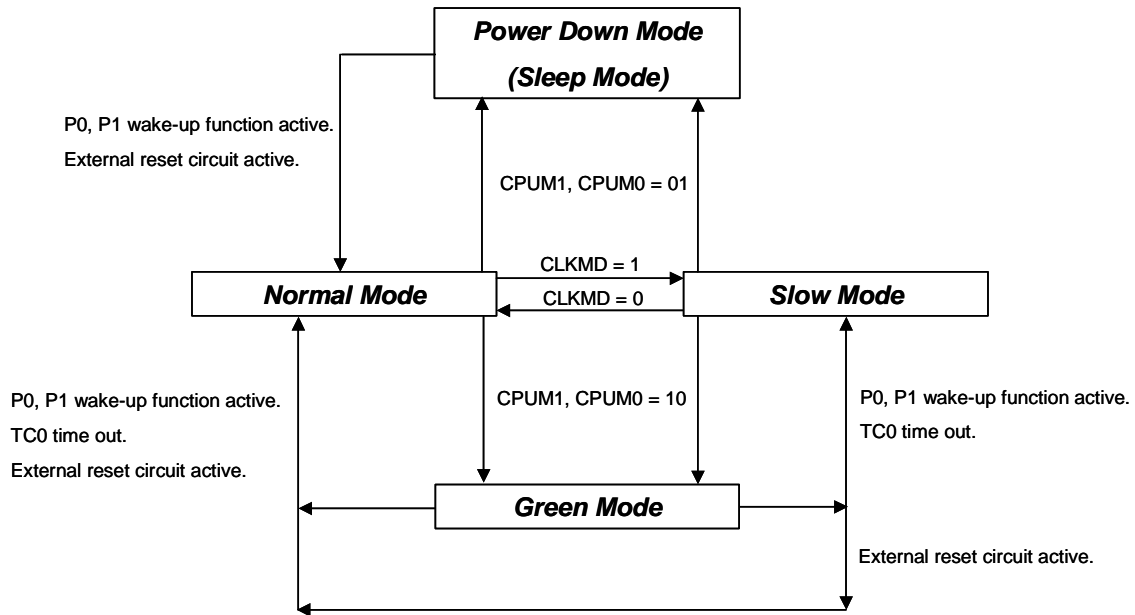 Power Down Mode
(Sleep Mode)
P0, P1 wake-up function active.
External reset circuit active.
CPUM1, CPUM0 = 01
CLKMD = 1
Normal Mode
Slow Mode
CLKMD = 0
P0, P1 wake-up function active.
TC0 time out.
External reset circuit active.
CPUM1, CPUM0 = 10
P0, P1 wake-up function active.
TC0 time out.
Green Mode
External reset circuit active.